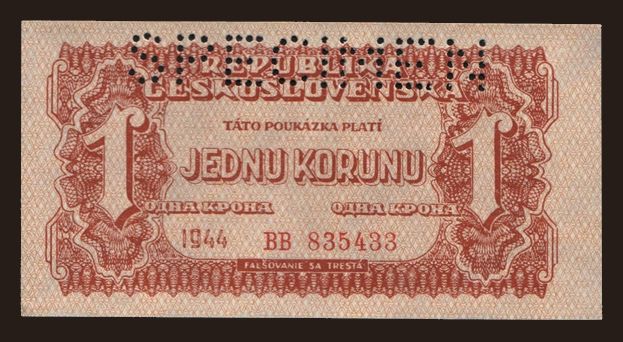 SPECIMEN
REPUBLIKA
ČESKOSLOVENSKÁ
TÁTO POUKÁZKA PLATÍ
1 JEDNU KORUNU 1
ОДНА КРОНА ОДНА КРОНА
1944 BB 835433
FALŠOVANIE SA TRESTÁ